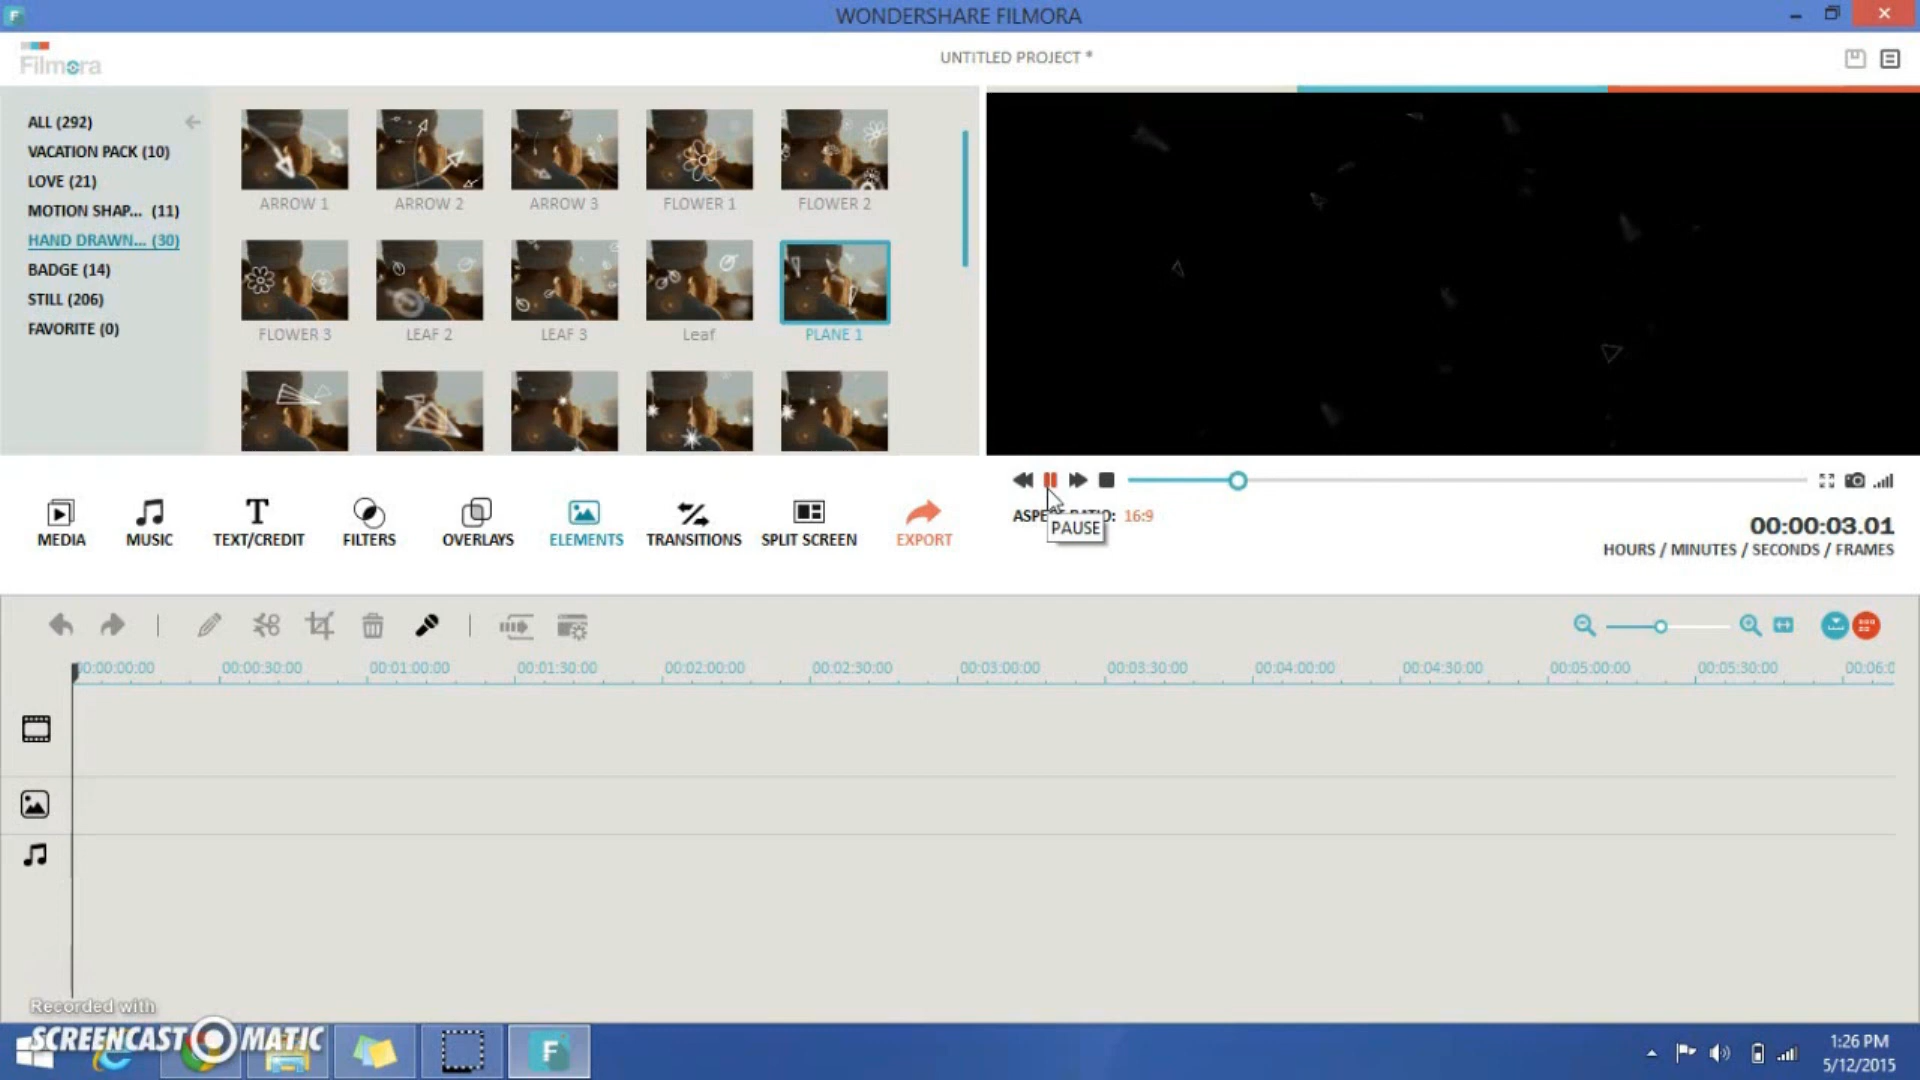 WONDERSHARE FILMORA
Filmora
UNTITLED PROJECT *
ALL (292)
VACATION PACK (10)
LOVE (21)
MOTION SHAP... (11)
HAND DRAWN... (30)
BADGE (14)
STILL (206)
FAVORITE (0)
ARROW 1
ARROW 2
ARROW 3
FLOWER 1
FLOWER 2
FLOWER 3
LEAF 2
LEAF 3
Leaf
PLANE 1
MEDIA
MUSIC
TEXT/CREDIT
FILTERS
OVERLAYS
ELEMENTS
TRANSITIONS
SPLIT SCREEN
EXPORT
16:9
PAUSE
00:00:03.01
HOURS / MINUTES / SECONDS / FRAMES
00:00:00:00 00:00:30:00 00:01:00:00 00:01:30:00 00:02:00:00 00:02:30:00 00:03:00:00 00:03:30:00 00:04:00:00 00:04:30:00 00:05:00:00 00:05:30:00 00:06:0
Recorded with
SCREENCAST MATIC
1:26 PM
5/12/2015